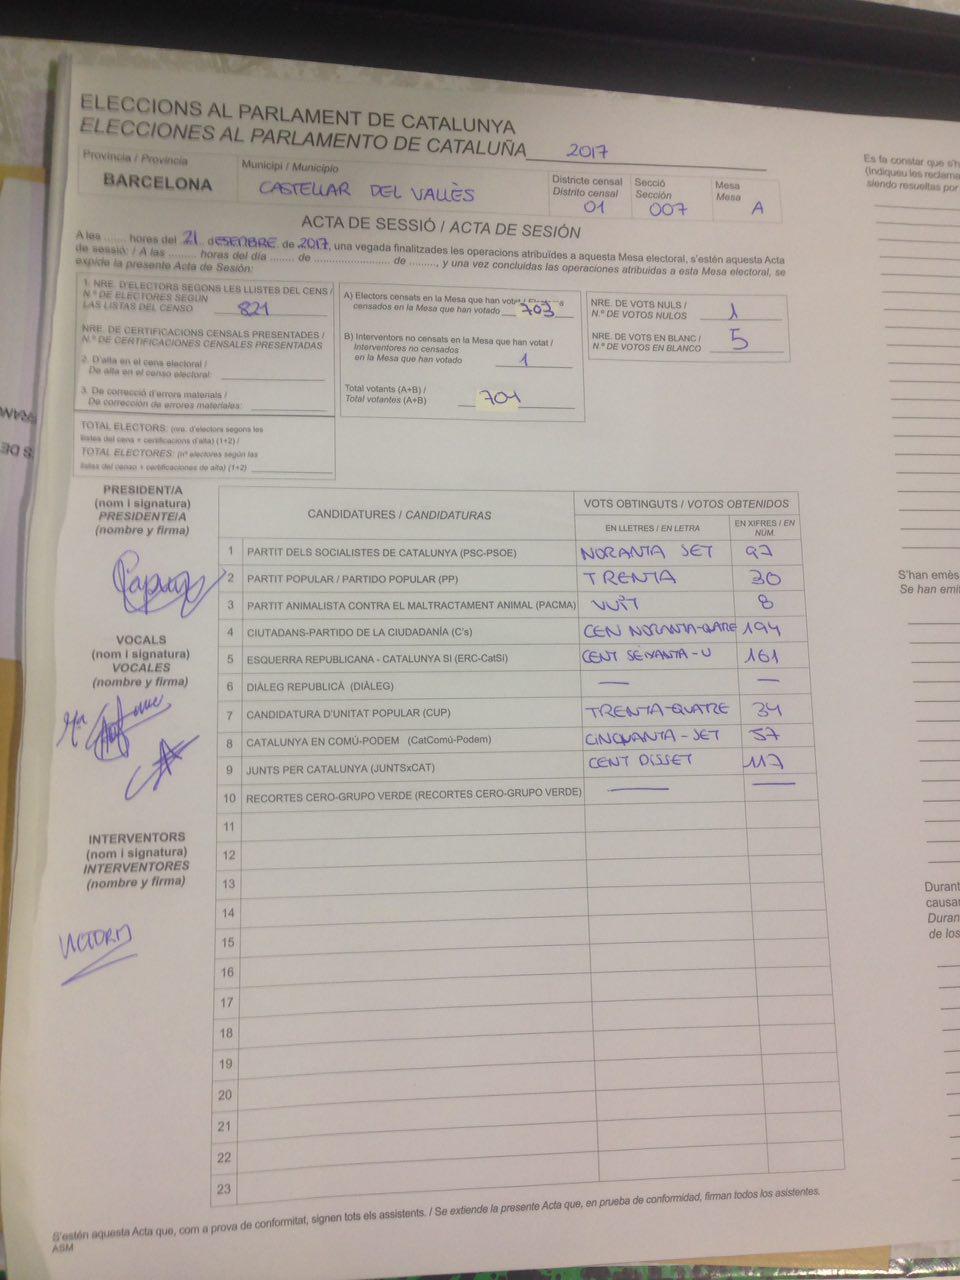 ELECCIONS AL PARLAMENT DE CATALUNYA
ELECCIONES AL PARLAMENTO DE CATALUÑA 2017
Provincia / Provincia
BARCELONA
Municipi / Municipio
CASTELLAR DEL VALLÈS
Districte censal
Distrito censal
01
Secció
Sección
007
Mesa
Mesa
A
ACTA DE SESSIÓ / ACTA DE SESIÓN
A les ........ hores del 21 DESEMBRE de 2017, una vegada finalitzades les operacions atribuïdes a aquesta Mesa electoral, s'estén aquesta Acta
de sessió: / A las ........ horas del día ........ de ........ de ........, y una vez concluidas las operaciones atribuidas a esta Mesa electoral, se
expide la presente Acta de Sesión:
1. NRE. D'ELECTORS SEGONS LES LLISTES DEL CENS /
N.º DE ELECTORES SEGÚN
LAS LISTAS DEL CENSO 821
NRE. DE CERTIFICACIONS CENSALS PRESENTADES /
N.º DE CERTIFICACIONES CENSALES PRESENTADAS
2. D'alta en el cens electoral /
De alta en el censo electoral:
3. De correcció d'errors materials /
De corrección de errores materiales:
TOTAL ELECTORS: (nre. d'electors segons les
llistes del cens + certificacions d'alta) (1+2) /
TOTAL ELECTORES: (nº electores según las
listas del censo + certificaciones de alta) (1+2)
A) Electors censats en la Mesa que han votat /
censados en la Mesa que han votado 703
B) Interventors no censats en la Mesa que han votat /
Interventores no censados
en la Mesa que han votado 1
Total votants (A+B) /
Total votantes (A+B) 704
NRE. DE VOTS NULS /
N.º DE VOTOS NULOS 1
NRE. DE VOTS EN BLANC /
N.º DE VOTOS EN BLANCO 5
PRESIDENT/A
(nom i signatura)
PRESIDENTE/A
(nombre y firma)
VOCALS
(nom i signatura)
VOCALES
(nombre y firma)
Mª
INTERVENTORS
(nom i signatura)
INTERVENTORES
(nombre y firma)
CANDIDATURES / CANDIDATURAS
VOTS OBTINGUTS / VOTOS OBTENIDOS
EN LLETRES / EN LETRA
EN XIFRES / EN NÚM.
1 PARTIT DELS SOCIALISTES DE CATALUNYA (PSC-PSOE) NORANTA SET 97
2 PARTIT POPULAR / PARTIDO POPULAR (PP) TRENTA 30
3 PARTIT ANIMALISTA CONTRA EL MALTRACTAMENT ANIMAL (PACMA) VUIT 8
4 CIUTADANS-PARTIDO DE LA CIUDADANÍA (C's) CEN NORANTA-QUATRE 194
5 ESQUERRA REPUBLICANA - CATALUNYA SI (ERC-CatSí) CENT SEIXANTA-U 161
6 DIÀLEG REPUBLICÀ (DIÀLEG) — —
7 CANDIDATURA D'UNITAT POPULAR (CUP) TRENTA-QUATRE 34
8 CATALUNYA EN COMÚ-PODEM (CatComú-Podem) CINQUANTA-SET 57
9 JUNTS PER CATALUNYA (JUNTSxCAT) CENT DISSET 117
10 RECORTES CERO-GRUPO VERDE (RECORTES CERO-GRUPO VERDE) — —
11
12
13
14
15
16
17
18
19
20
21
22
23
S'estén aquesta Acta que, com a prova de conformitat, signen tots els assistents. / Se extiende la presente Acta que, en prueba de conformidad, firman todos los asistentes.
ASM
Es fa constar que s'h
(Indiqueu les reclama
siendo resueltas por
S'han emès
Se han emit
Durant
causar
Duran
de los